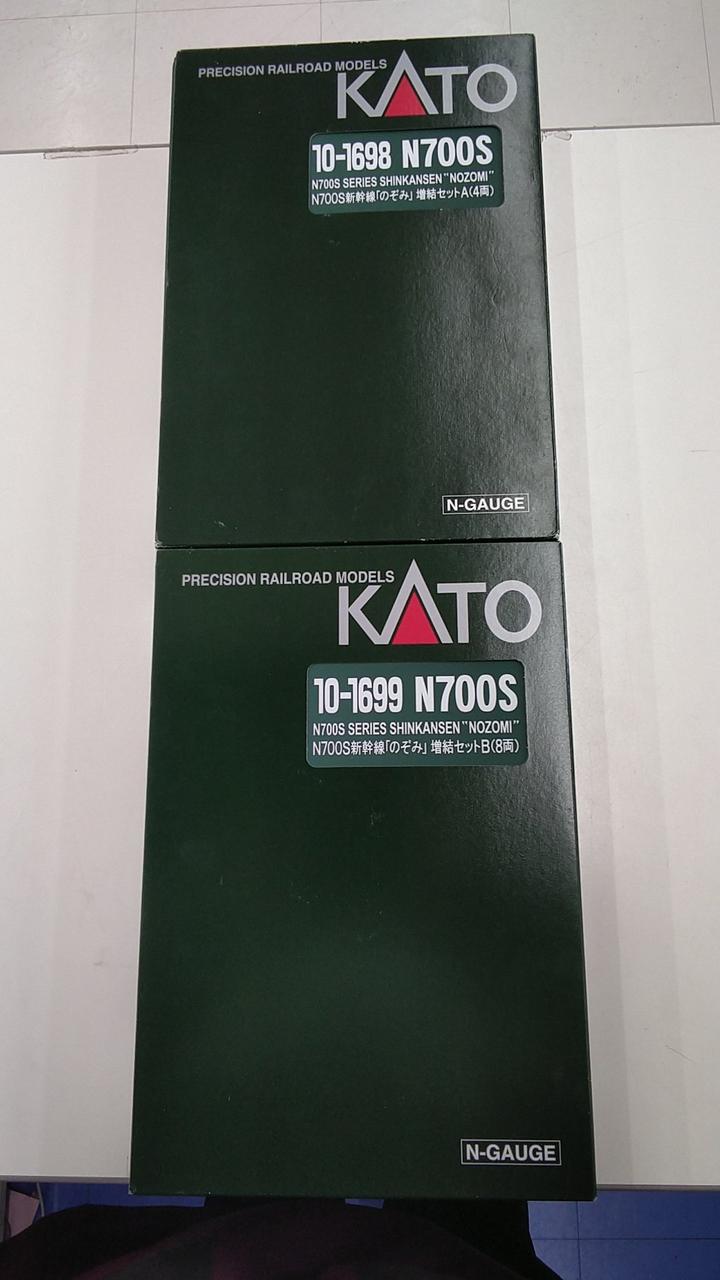 PRECISION RAILROAD MODELS
KATO
10-1698 N700S
N700S SERIES SHINKANSEN "NOZOMI"
N700S新幹線「のぞみ」増結セットA(4両)
N-GAUGE
PRECISION RAILROAD MODELS
KATO
10-1699 N700S
N700S SERIES SHINKANSEN "NOZOMI"
N700S新幹線「のぞみ」増結セットB(8両)
N-GAUGE